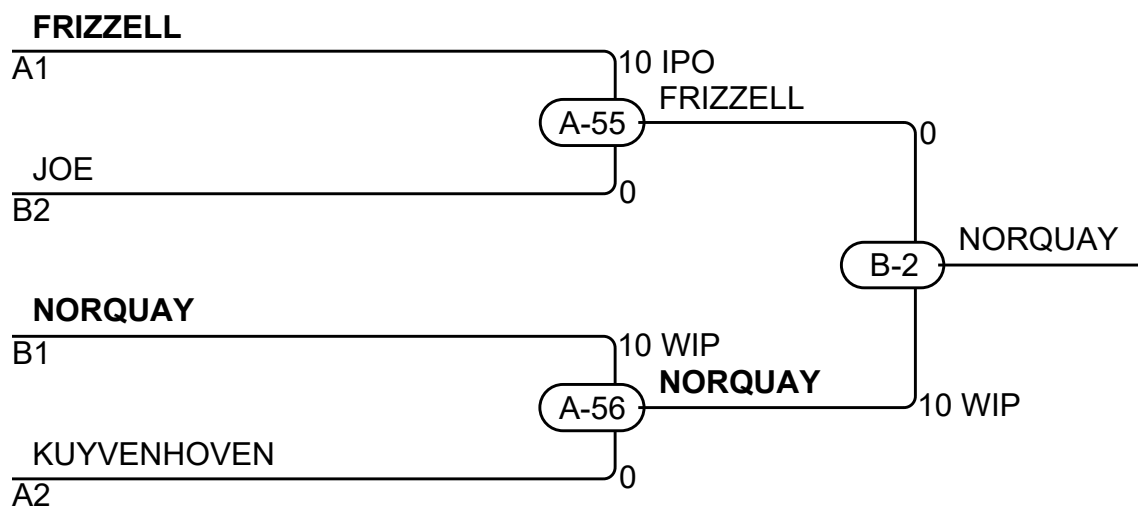 FRIZZELL
A1
10 IPO
FRIZZELL
A-55
0
JOE
B2
0
NORQUAY
B-2
NORQUAY
B1
10 WIP
NORQUAY
A-56
10 WIP
KUYVENHOVEN
A2
0